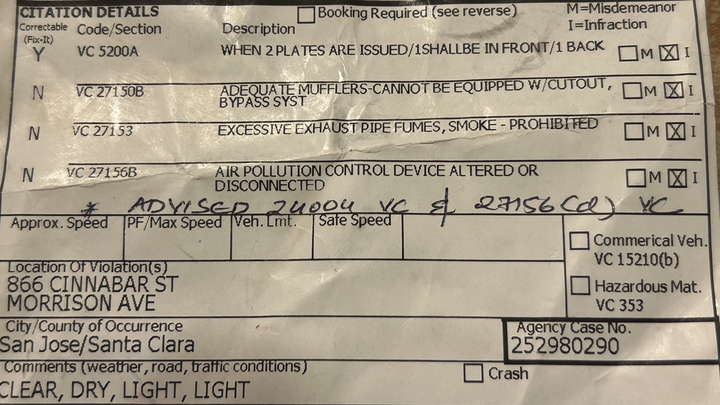 CITATION DETAILS Booking Required (see reverse) M=Misdemeanor
Correctable (Fix-It) Code/Section Description I=Infraction
Y VC 5200A WHEN 2 PLATES ARE ISSUED/1SHALLBE IN FRONT/1 BACK M X I
N VC 27150B ADEQUATE MUFFLERS-CANNOT BE EQUIPPED W/CUTOUT, M X I
BYPASS SYST
N VC 27153 EXCESSIVE EXHAUST PIPE FUMES, SMOKE - PROHIBITED M X I
N VC 27156B AIR POLLUTION CONTROL DEVICE ALTERED OR M X I
DISCONNECTED
* ADVISED 24004 VC & 27156(d) VC
Approx. Speed PF/Max Speed Veh. Lmt. Safe Speed
Commerical Veh.
VC 15210(b)
Location Of Violation(s)
866 CINNABAR ST
MORRISON AVE
Hazardous Mat.
VC 353
City/County of Occurrence Agency Case No.
San Jose/Santa Clara 252980290
Comments (weather, road, traffic conditions) Crash
CLEAR, DRY, LIGHT, LIGHT